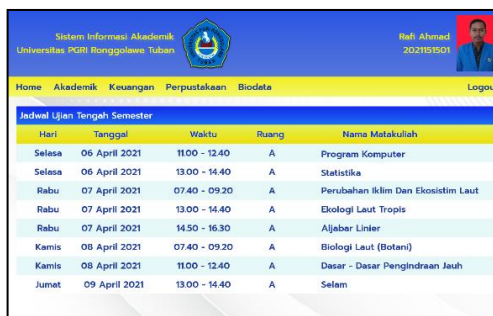 Sistem Informasi Akademik
Universitas PGRI Ronggolawe Tuban
Rafi Ahmad
2021151501
Home Akademik Keuangan Perpustakaan Biodata Logou
Jadwal Ujian Tengah Semester
Hari Tanggal Waktu Ruang Nama Matakuliah
Selasa 06 April 2021 11.00 - 12.40 A Program Komputer
Selasa 06 April 2021 13.00 - 14.40 A Statistika
Rabu 07 April 2021 07.40 - 09.20 A Perubahan Iklim Dan Ekosistim Laut
Rabu 07 April 2021 13.00 - 14.40 A Ekologi Laut Tropis
Rabu 07 April 2021 14.50 - 16.30 A Aljabar Linier
Kamis 08 April 2021 07.40 - 09.20 A Biologi Laut (Botani)
Kamis 08 April 2021 11.00 - 12.40 A Dasar - Dasar Pengindraan Jauh
Jumat 09 April 2021 13.00 - 14.40 A Selam